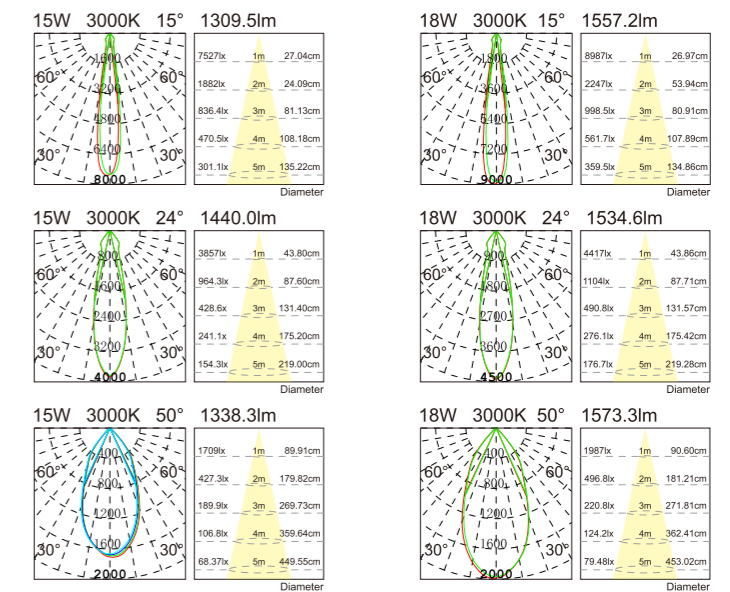 15W 3000K 15° 1309.5lm
1600
3200
4800
6400
8000
60° 60°
30° 30°
7527lx 1m 27.04cm
1882lx 2m 24.09cm
836.4lx 3m 81.13cm
470.5lx 4m 108.18cm
301.1lx 5m 135.22cm
Diameter
18W 3000K 15° 1557.2lm
1800
3600
5400
7200
9000
60° 60°
30° 30°
8987lx 1m 26.97cm
2247lx 2m 53.94cm
998.5lx 3m 80.91cm
561.7lx 4m 107.89cm
359.5lx 5m 134.86cm
Diameter
15W 3000K 24° 1440.0lm
800
1600
2400
3200
4000
60° 60°
30° 30°
3857lx 1m 43.80cm
964.3lx 2m 87.60cm
428.6x 3m 131.40cm
241.1x 4m 175.20cm
154.3lx 5m 219.00cm
Diameter
18W 3000K 24° 1534.6lm
2700
3600
4500
60° 60°
30° 30°
4417lx 1m 43.86cm
1104lx 2m 87.71cm
490.8lx 3m 131.57cm
276.1lx 4m 175.42cm
176.7lx 5m 219.28cm
Diameter
15W 3000K 50° 1338.3lm
400
800
1200
1600
2000
60° 60°
30° 30°
1709lx 1m 89.91cm
427.3lx 2m 179.82cm
189.9lx 3m 269.73cm
106.8lx 4m 359.64cm
68.37lx 5m 449.55cm
Diameter
18W 3000K 50° 1573.3lm
400
800
1200
1600
2000
60° 60°
30° 30°
1987lx 1m 90.60cm
496.8lx 2m 181.21cm
220.8lx 3m 271.81cm
124.2lx 4m 362.41cm
79.48lx 5m 453.02cm
Diameter